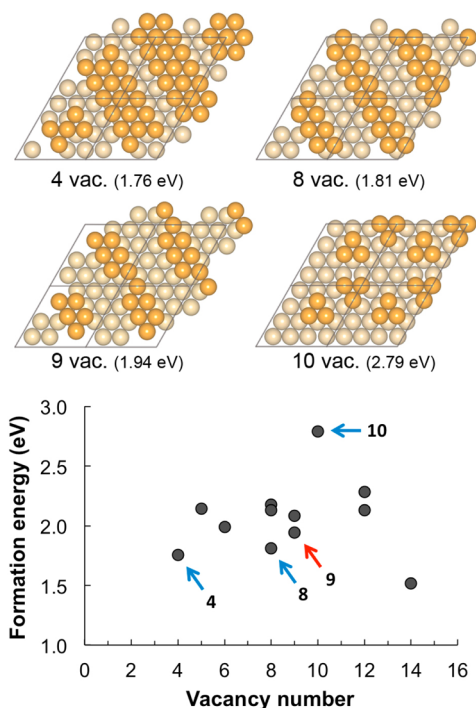 4 vac. (1.76 eV)
8 vac. (1.81 eV)
9 vac. (1.94 eV)
10 vac. (2.79 eV)
Formation energy (eV)
3.0
2.5
2.0
1.5
1.0
10
4
8
9
0 2 4 6 8 10 12 14 16
Vacancy number